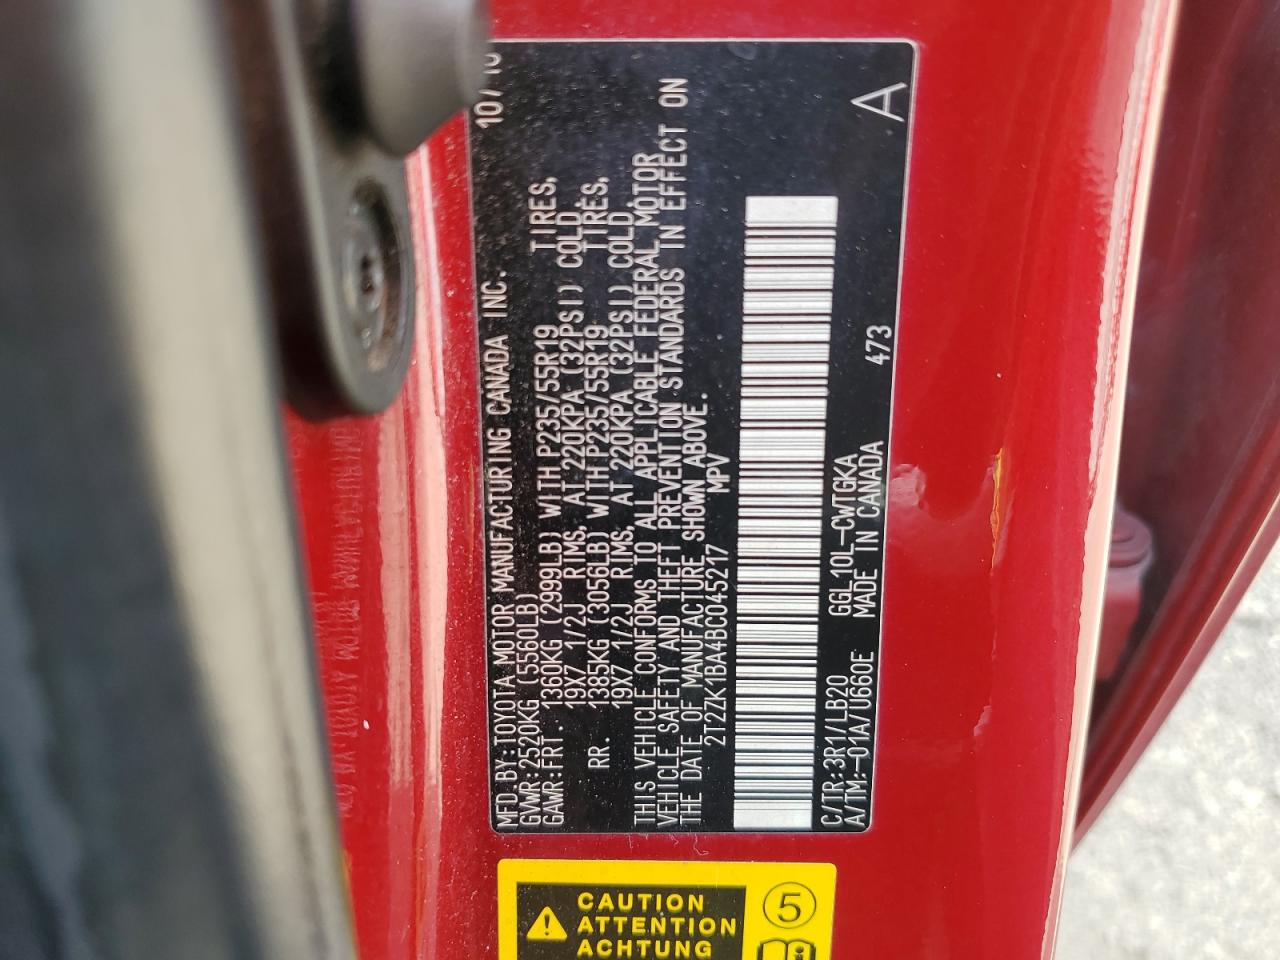 MFD.BY:TOYOTA MOTOR MANUFACTURING CANADA INC. 10/10
GVWR:2520KG (5560LB)
GAWR:FRT. 1360KG (2999LB) WITH P235/55R19 TIRES,
19X7 1/2J RIMS, AT 220KPA (32PSI) COLD,
RR. 1385KG (3056LB) WITH P235/55R19 TIRES,
19X7 1/2J RIMS, AT 220KPA (32PSI) COLD.
THIS VEHICLE CONFORMS TO ALL APPLICABLE FEDERAL MOTOR
VEHICLE SAFETY AND THEFT PREVENTION STANDARDS IN EFFECT ON
THE DATE OF MANUFACTURE SHOWN ABOVE.
2T2ZK1BA4BC045217 MPV
C/TR:3R1/LB20 GGL10L-CWTGKA 473 A
A/TM:-01A/U660E MADE IN CANADA
CAUTION
ATTENTION
ACHTUNG
5